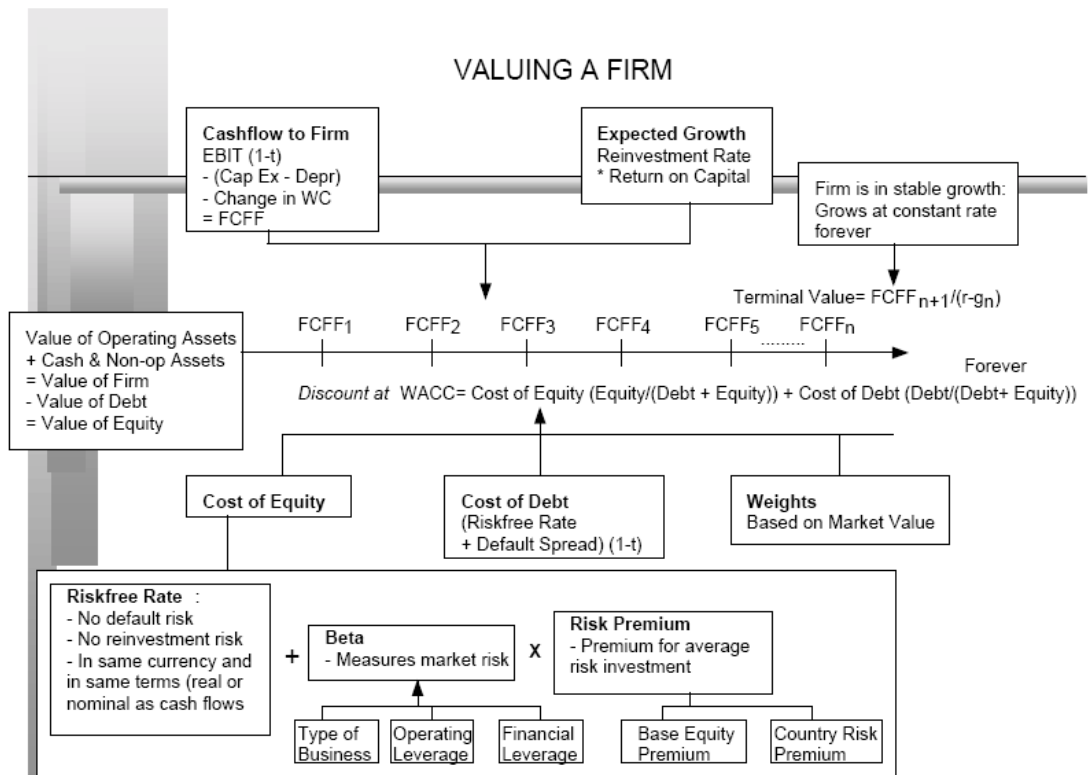 VALUING A FIRM
Cashflow to Firm
EBIT (1-t)
- (Cap Ex - Depr)
- Change in WC
= FCFF
Expected Growth
Reinvestment Rate
* Return on Capital
Firm is in stable growth:
Grows at constant rate
forever
Terminal Value= FCFFn+1/(r-gn)
FCFF1 FCFF2 FCFF3 FCFF4 FCFF5 ......... FCFFn
Forever
Value of Operating Assets
+ Cash & Non-op Assets
= Value of Firm
- Value of Debt
= Value of Equity
Discount at WACC= Cost of Equity (Equity/(Debt + Equity)) + Cost of Debt (Debt/(Debt+ Equity))
Cost of Equity
Cost of Debt
(Riskfree Rate
+ Default Spread) (1-t)
Weights
Based on Market Value
Riskfree Rate :
- No default risk
- No reinvestment risk
- In same currency and
in same terms (real or
nominal as cash flows
+
Beta
- Measures market risk
X
Risk Premium
- Premium for average
risk investment
Type of
Business
Operating
Leverage
Financial
Leverage
Base Equity
Premium
Country Risk
Premium